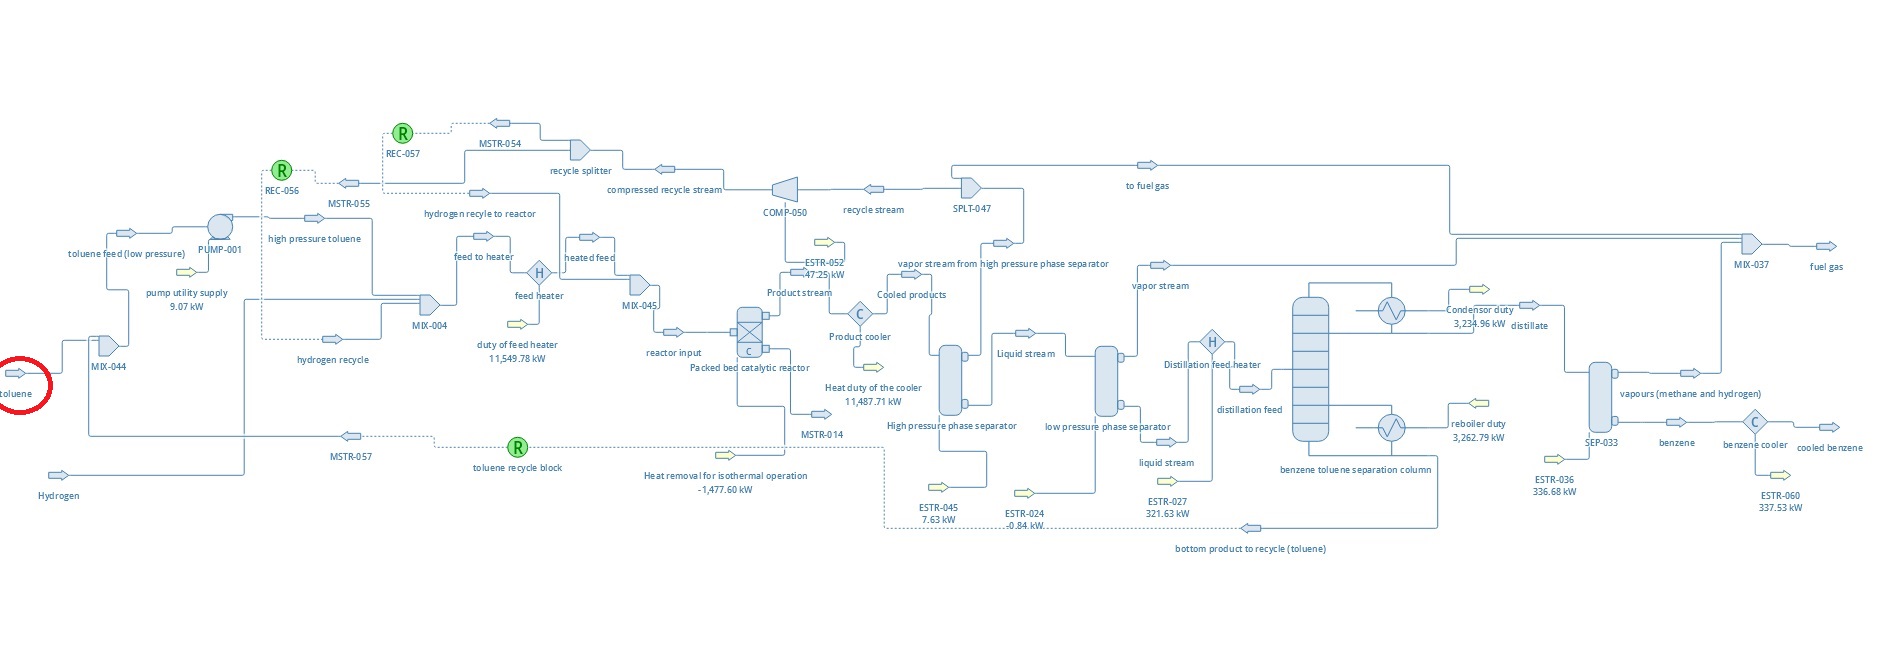 R
REC-057
MSTR-054
R
REC-056
MSTR-055
recycle splitter
compressed recycle stream
COMP-050
recycle stream
SPLT-047
to fuel gas
hydrogen recyle to reactor
high pressure toluene
PUMP-001
toluene feed (low pressure)
pump utility supply
9.07 kW
feed to heater
heated feed
H
feed heater
duty of feed heater
11,549.78 kW
MIX-004
MIX-045
hydrogen recycle
MIX-044
toluene
Hydrogen
MSTR-057
R
toluene recycle block
reactor input
C
Packed bed catalytic reactor
ESTR-052
47.25 kW
Product stream
C
Product cooler
Cooled products
Heat duty of the cooler
11,487.71 kW
MSTR-014
Heat removal for isothermal operation
-1,477.60 kW
vapor stream from high pressure phase separator
High pressure phase separator
ESTR-045
7.63 kW
Liquid stream
low pressure phase separator
ESTR-024
-0.84 kW
vapor stream
liquid stream
ESTR-027
321.63 kW
H
Distillation feed heater
distillation feed
benzene toluene separation column
bottom product to recycle (toluene)
Condensor duty
3,234.96 kW
distillate
reboiler duty
3,262.79 kW
SEP-033
ESTR-036
336.68 kW
vapours (methane and hydrogen)
benzene
C
benzene cooler
cooled benzene
ESTR-060
337.53 kW
MIX-037
fuel gas